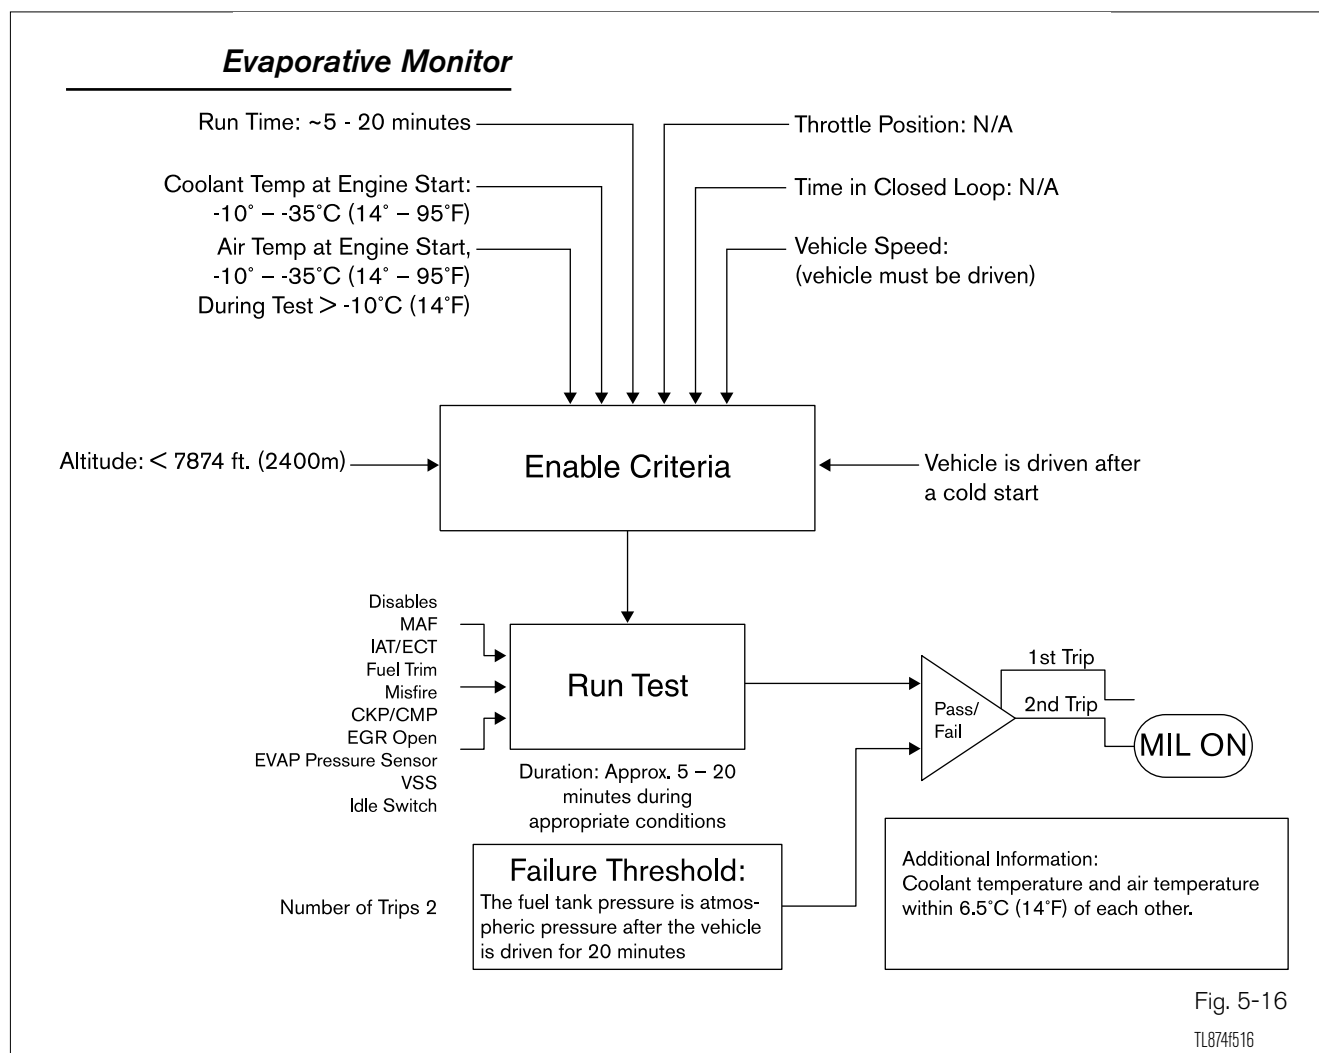 Evaporative Monitor
Run Time: ~5 - 20 minutes
Coolant Temp at Engine Start:
-10° – -35°C (14° – 95°F)
Air Temp at Engine Start,
-10° – -35°C (14° – 95°F)
During Test > -10°C (14°F)
Throttle Position: N/A
Time in Closed Loop: N/A
Vehicle Speed:
(vehicle must be driven)
Altitude: < 7874 ft. (2400m)
Enable Criteria
Vehicle is driven after
a cold start
Disables
MAF
IAT/ECT
Fuel Trim
Misfire
CKP/CMP
EGR Open
EVAP Pressure Sensor
VSS
Idle Switch
Run Test
Duration: Approx. 5 – 20
minutes during
appropriate conditions
Pass/
Fail
1st Trip
2nd Trip
MIL ON
Number of Trips 2
Failure Threshold:
The fuel tank pressure is atmos-
pheric pressure after the vehicle
is driven for 20 minutes
Additional Information:
Coolant temperature and air temperature
within 6.5°C (14°F) of each other.
Fig. 5-16
TL874f516